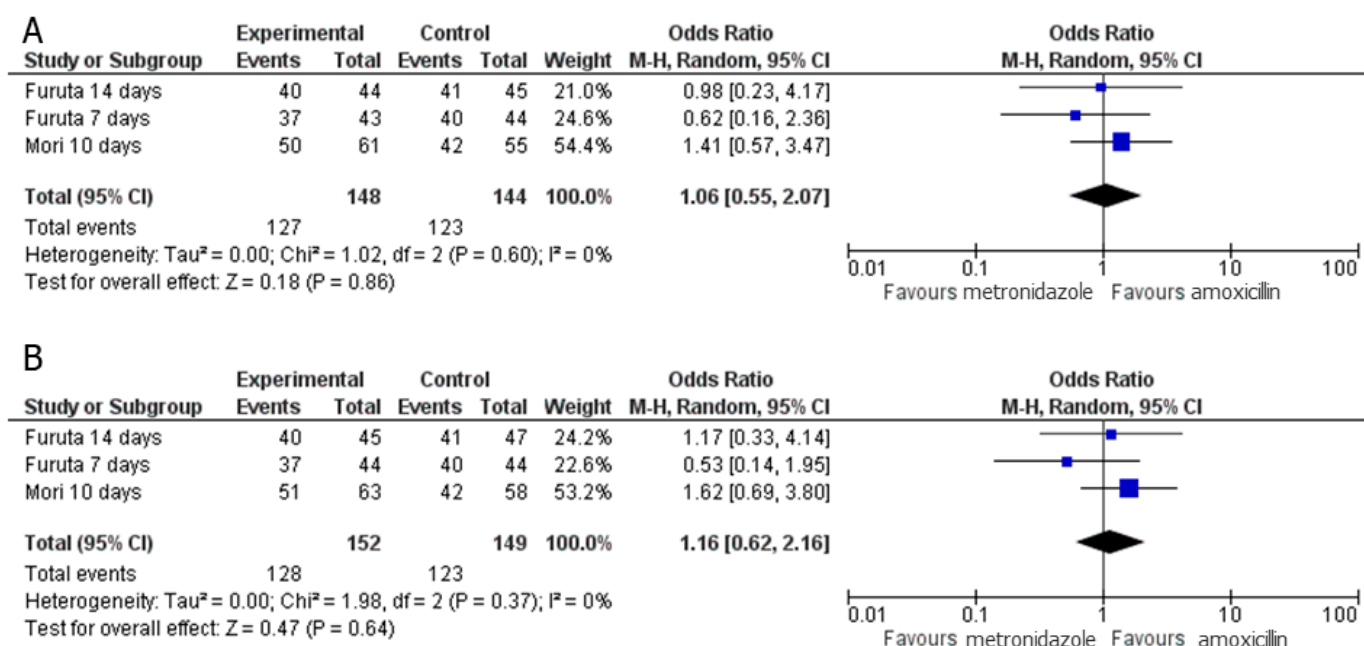 A
Experimental Control Odds Ratio Odds Ratio
Study or Subgroup Events Total Events Total Weight M-H, Random, 95% CI M-H, Random, 95% CI
Furuta 14 days 40 44 41 45 21.0% 0.98 [0.23, 4.17]
Furuta 7 days 37 43 40 44 24.6% 0.62 [0.16, 2.36]
Mori 10 days 50 61 42 55 54.4% 1.41 [0.57, 3.47]
Total (95% CI) 148 144 100.0% 1.06 [0.55, 2.07]
Total events 127 123
Heterogeneity: Tau² = 0.00; Chi² = 1.02, df = 2 (P = 0.60); I² = 0%
Test for overall effect: Z = 0.18 (P = 0.86)
0.01 0.1 1 10 100
Favours metronidazole Favours amoxicillin
B
Experimental Control Odds Ratio Odds Ratio
Study or Subgroup Events Total Events Total Weight M-H, Random, 95% CI M-H, Random, 95% CI
Furuta 14 days 40 45 41 47 24.2% 1.17 [0.33, 4.14]
Furuta 7 days 37 44 40 44 22.6% 0.53 [0.14, 1.95]
Mori 10 days 51 63 42 58 53.2% 1.62 [0.69, 3.80]
Total (95% CI) 152 149 100.0% 1.16 [0.62, 2.16]
Total events 128 123
Heterogeneity: Tau² = 0.00; Chi² = 1.98, df = 2 (P = 0.37); I² = 0%
Test for overall effect: Z = 0.47 (P = 0.64)
0.01 0.1 1 10 100
Favours metronidazole Favours amoxicillin